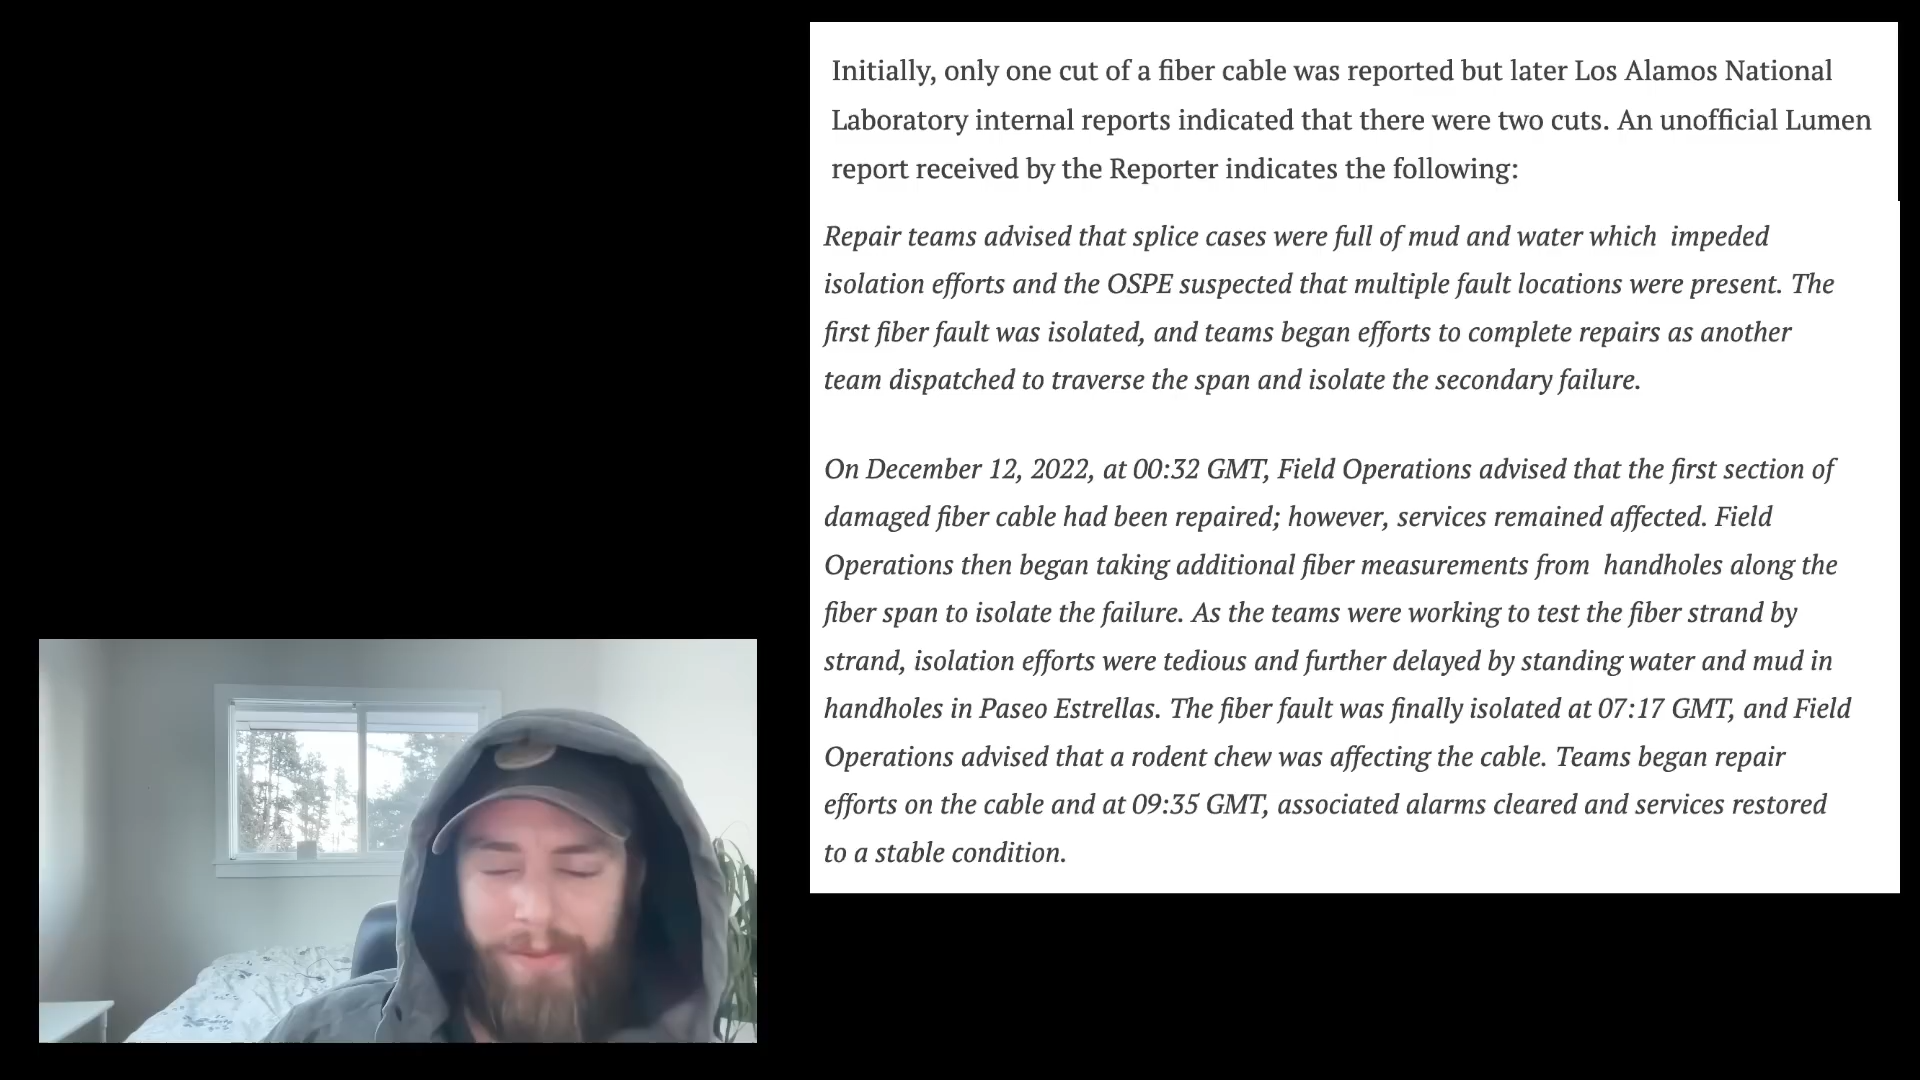 Initially, only one cut of a fiber cable was reported but later Los Alamos National
Laboratory internal reports indicated that there were two cuts. An unofficial Lumen
report received by the Reporter indicates the following:
Repair teams advised that splice cases were full of mud and water which  impeded
isolation efforts and the OSPE suspected that multiple fault locations were present. The
first fiber fault was isolated, and teams began efforts to complete repairs as another
team dispatched to traverse the span and isolate the secondary failure.
On December 12, 2022, at 00:32 GMT, Field Operations advised that the first section of
damaged fiber cable had been repaired; however, services remained affected. Field
Operations then began taking additional fiber measurements from  handholes along the
fiber span to isolate the failure. As the teams were working to test the fiber strand by
strand, isolation efforts were tedious and further delayed by standing water and mud in
handholes in Paseo Estrellas. The fiber fault was finally isolated at 07:17 GMT, and Field
Operations advised that a rodent chew was affecting the cable. Teams began repair
efforts on the cable and at 09:35 GMT, associated alarms cleared and services restored
to a stable condition.